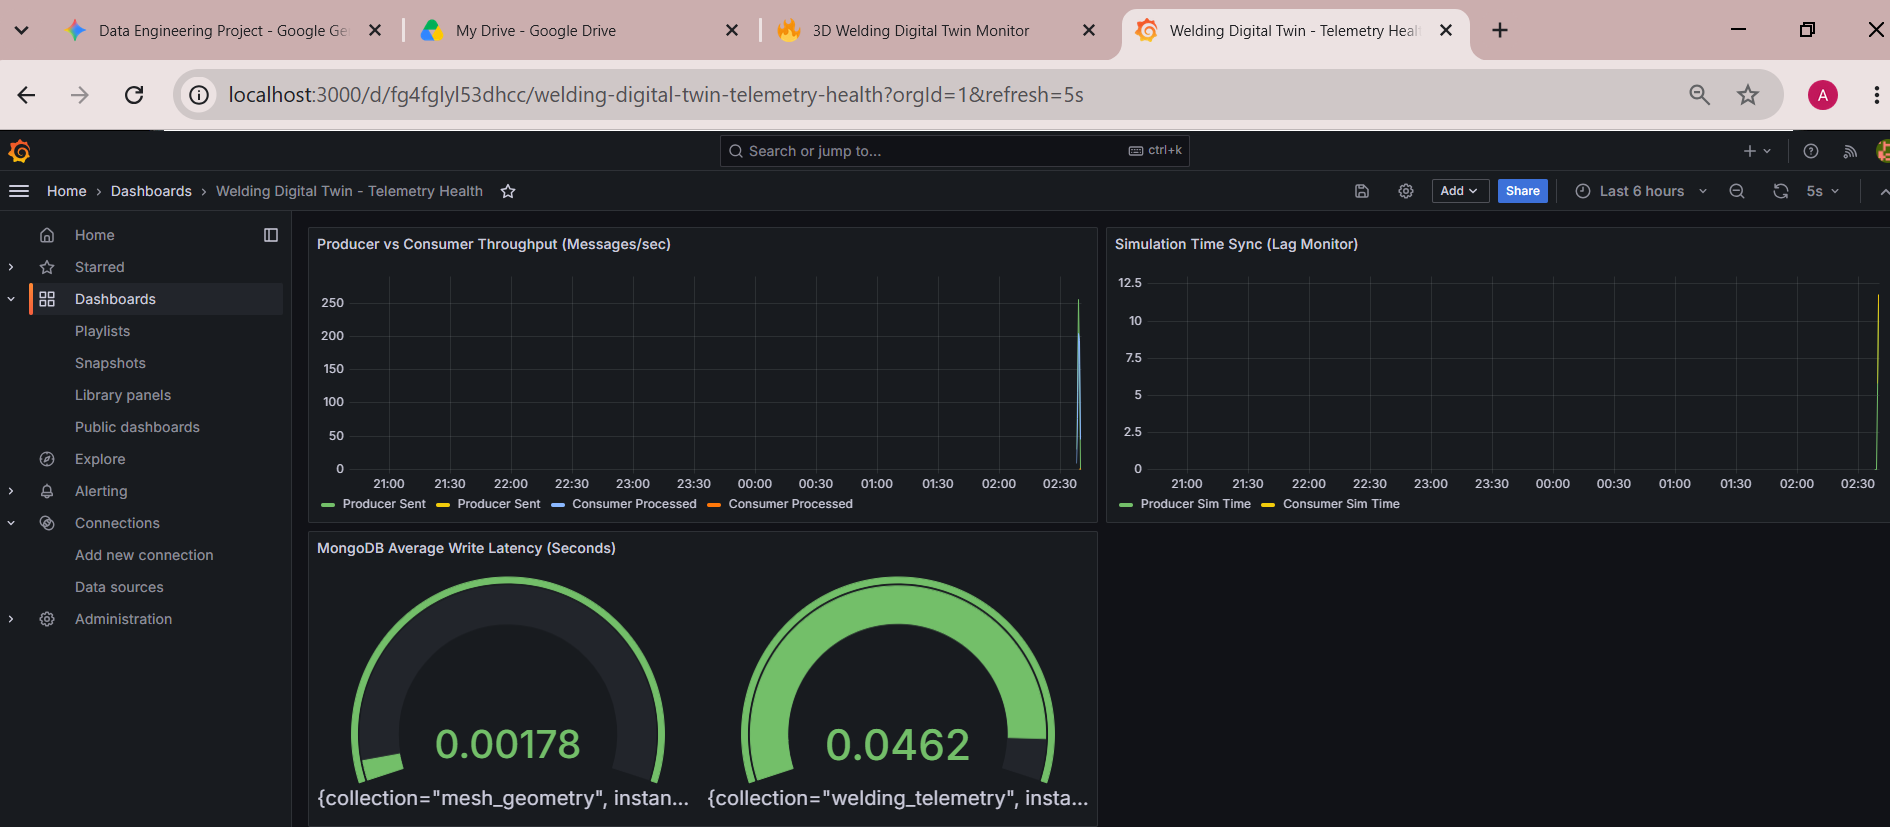 Data Engineering Project - Google Ge
My Drive - Google Drive
3D Welding Digital Twin Monitor
Welding Digital Twin - Telemetry Healt
localhost:3000/d/fg4fglyl53dhcc/welding-digital-twin-telemetry-health?orgId=1&refresh=5s
A
Search or jump to...
ctrl+k
Home › Dashboards › Welding Digital Twin - Telemetry Health
Add
Share
Last 6 hours
5s
Home
Starred
Dashboards
Playlists
Snapshots
Library panels
Public dashboards
Explore
Alerting
Connections
Add new connection
Data sources
Administration
Producer vs Consumer Throughput (Messages/sec)
250
200
150
100
50
0
21:00 21:30 22:00 22:30 23:00 23:30 00:00 00:30 01:00 01:30 02:00 02:30
Producer Sent Producer Sent Consumer Processed Consumer Processed
Simulation Time Sync (Lag Monitor)
12.5
10
7.5
5
2.5
0
21:00 21:30 22:00 22:30 23:00 23:30 00:00 00:30 01:00 01:30 02:00 02:30
Producer Sim Time Consumer Sim Time
MongoDB Average Write Latency (Seconds)
0.00178
{collection="mesh_geometry", instan...
0.0462
{collection="welding_telemetry", insta...